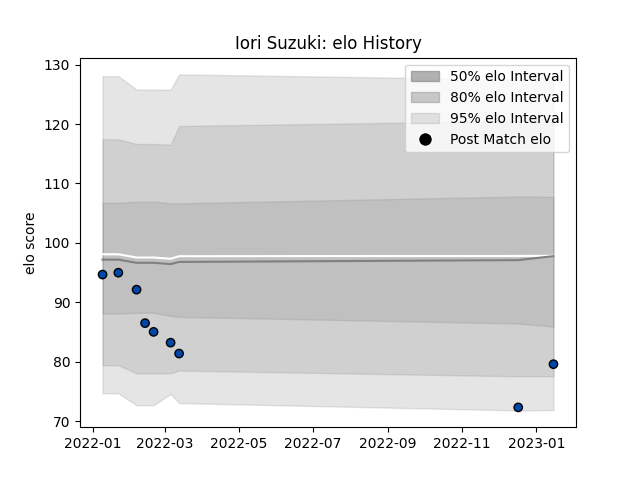 Iori Suzuki: elo History
130
120
110
100
90
80
70
elo score
50% elo Interval
80% elo Interval
95% elo Interval
Post Match elo
2022-01 2022-03 2022-05 2022-07 2022-09 2022-11 2023-01